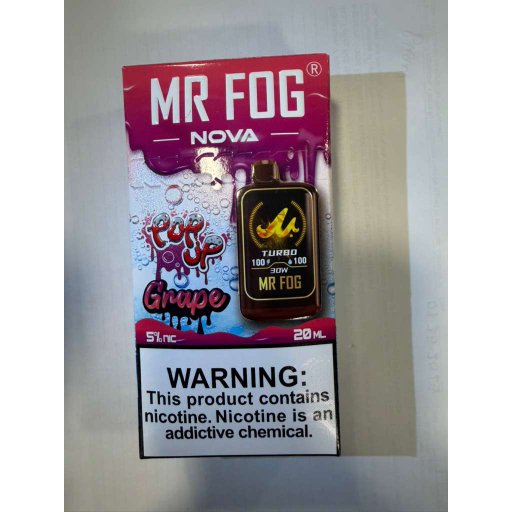 MR FOG®
NOVA
POP UP
Grape
TURBO
100 100
30W
MR FOG
5% NIC
20 ML
WARNING:
This product contains
nicotine. Nicotine is an
addictive chemical.